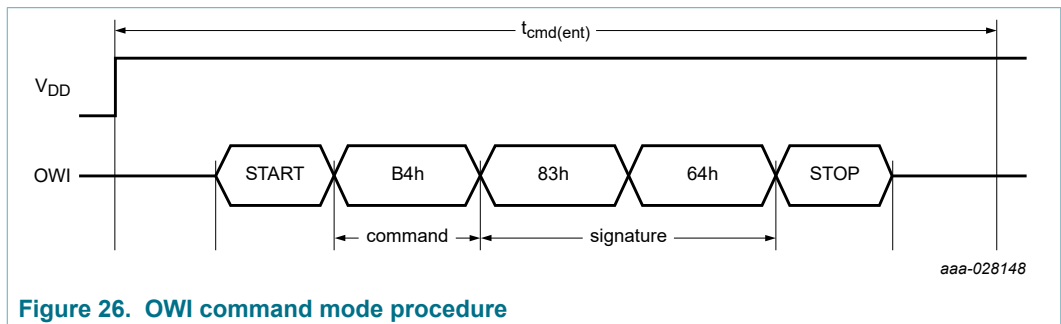 tcmd(ent)
VDD
OWI
START
B4h
83h
64h
STOP
command
signature
aaa-028148
Figure 26. OWI command mode procedure